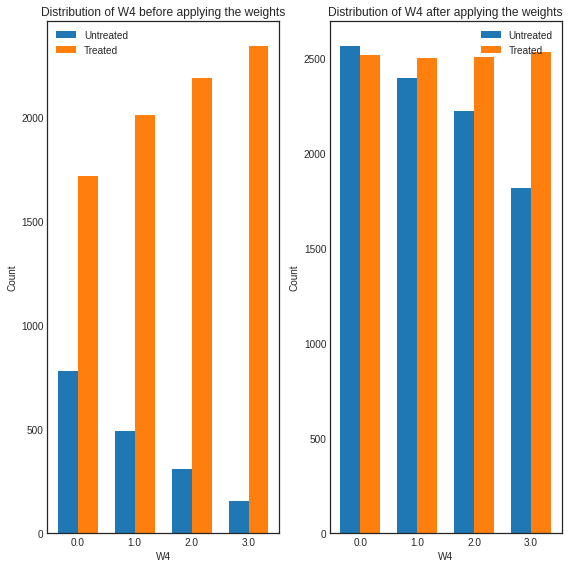 Distribution of W4 before applying the weights
Untreated
Treated
2000
1500
1000
500
0
Count
0.0 1.0 2.0 3.0
W4
Distribution of W4 after applying the weights
Untreated
Treated
2500
2000
1500
1000
500
0
Count
0.0 1.0 2.0 3.0
W4